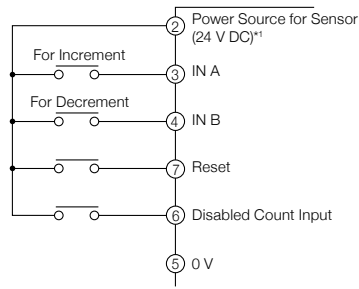 2 Power Source for Sensor
(24 V DC)*1
For Increment
3 IN A
For Decrement
4 IN B
7 Reset
6 Disabled Count Input
5 0 V